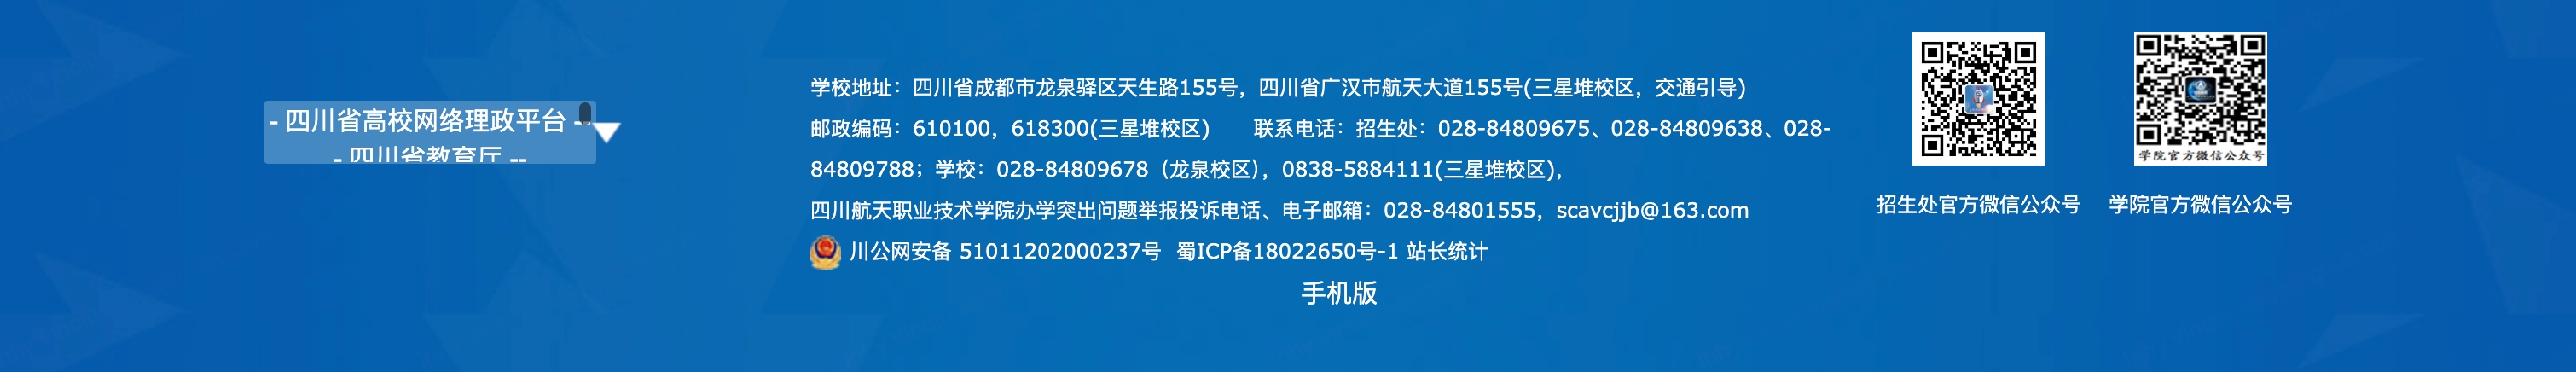 - 四川省高校网络理政平台 --
- 四川省教育厅 --
学校地址：四川省成都市龙泉驿区天生路155号，四川省广汉市航天大道155号(三星堆校区，交通引导)
邮政编码：610100，618300(三星堆校区)　　联系电话：招生处：028-84809675、028-84809638、028-
84809788；学校：028-84809678（龙泉校区），0838-5884111(三星堆校区)，
四川航天职业技术学院办学突出问题举报投诉电话、电子邮箱：028-84801555，scavcjjb@163.com
川公网安备 51011202000237号 蜀ICP备18022650号-1 站长统计
手机版
学院官方微信公众号
招生处官方微信公众号
学院官方微信公众号